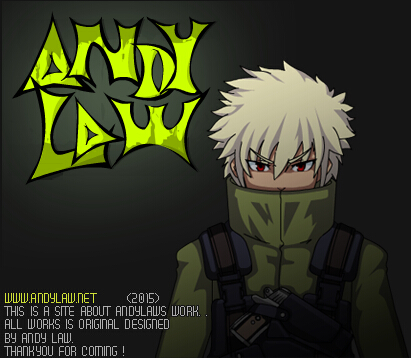 ANDY
LAW
WWW.ANDYLAW.NET (2015)
THIS IS A SITE ABOUT ANDYLAWS WORK. .
ALL WORKS IS ORIGINAL DESIGNED
BY ANDY LAW.
THANKYOU FOR COMING !